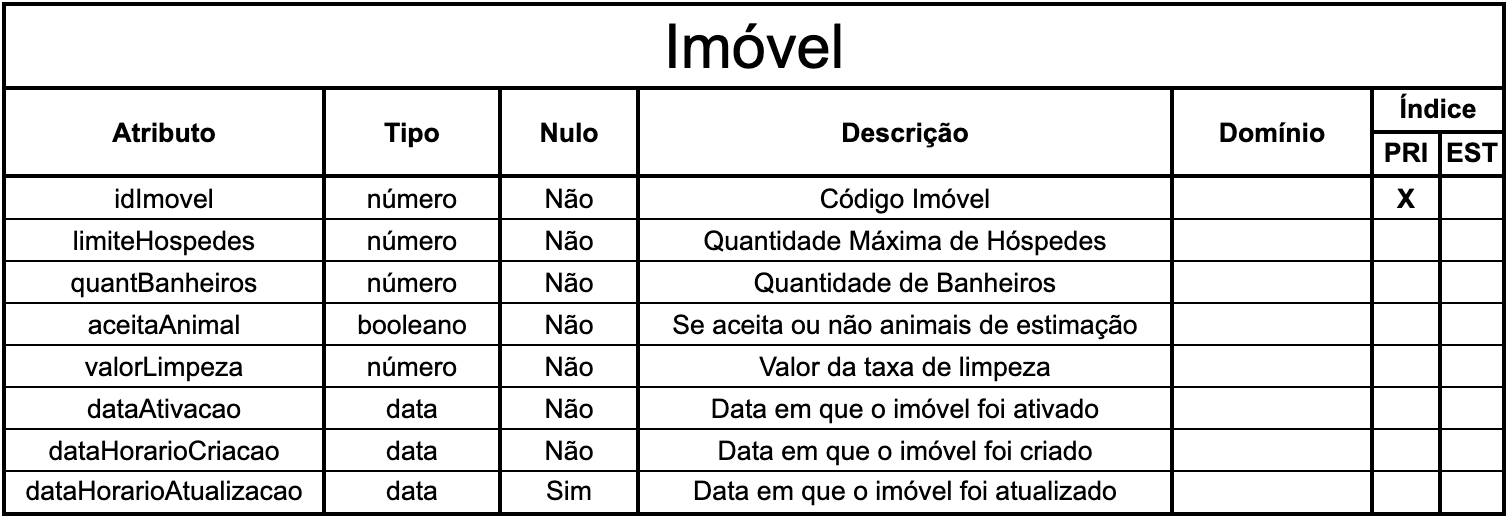 Imóvel
Atributo Tipo Nulo Descrição Domínio Índice
PRI EST
idImovel número Não Código Imóvel X
limiteHospedes número Não Quantidade Máxima de Hóspedes
quantBanheiros número Não Quantidade de Banheiros
aceitaAnimal booleano Não Se aceita ou não animais de estimação
valorLimpeza número Não Valor da taxa de limpeza
dataAtivacao data Não Data em que o imóvel foi ativado
dataHorarioCriacao data Não Data em que o imóvel foi criado
dataHorarioAtualizacao data Sim Data em que o imóvel foi atualizado